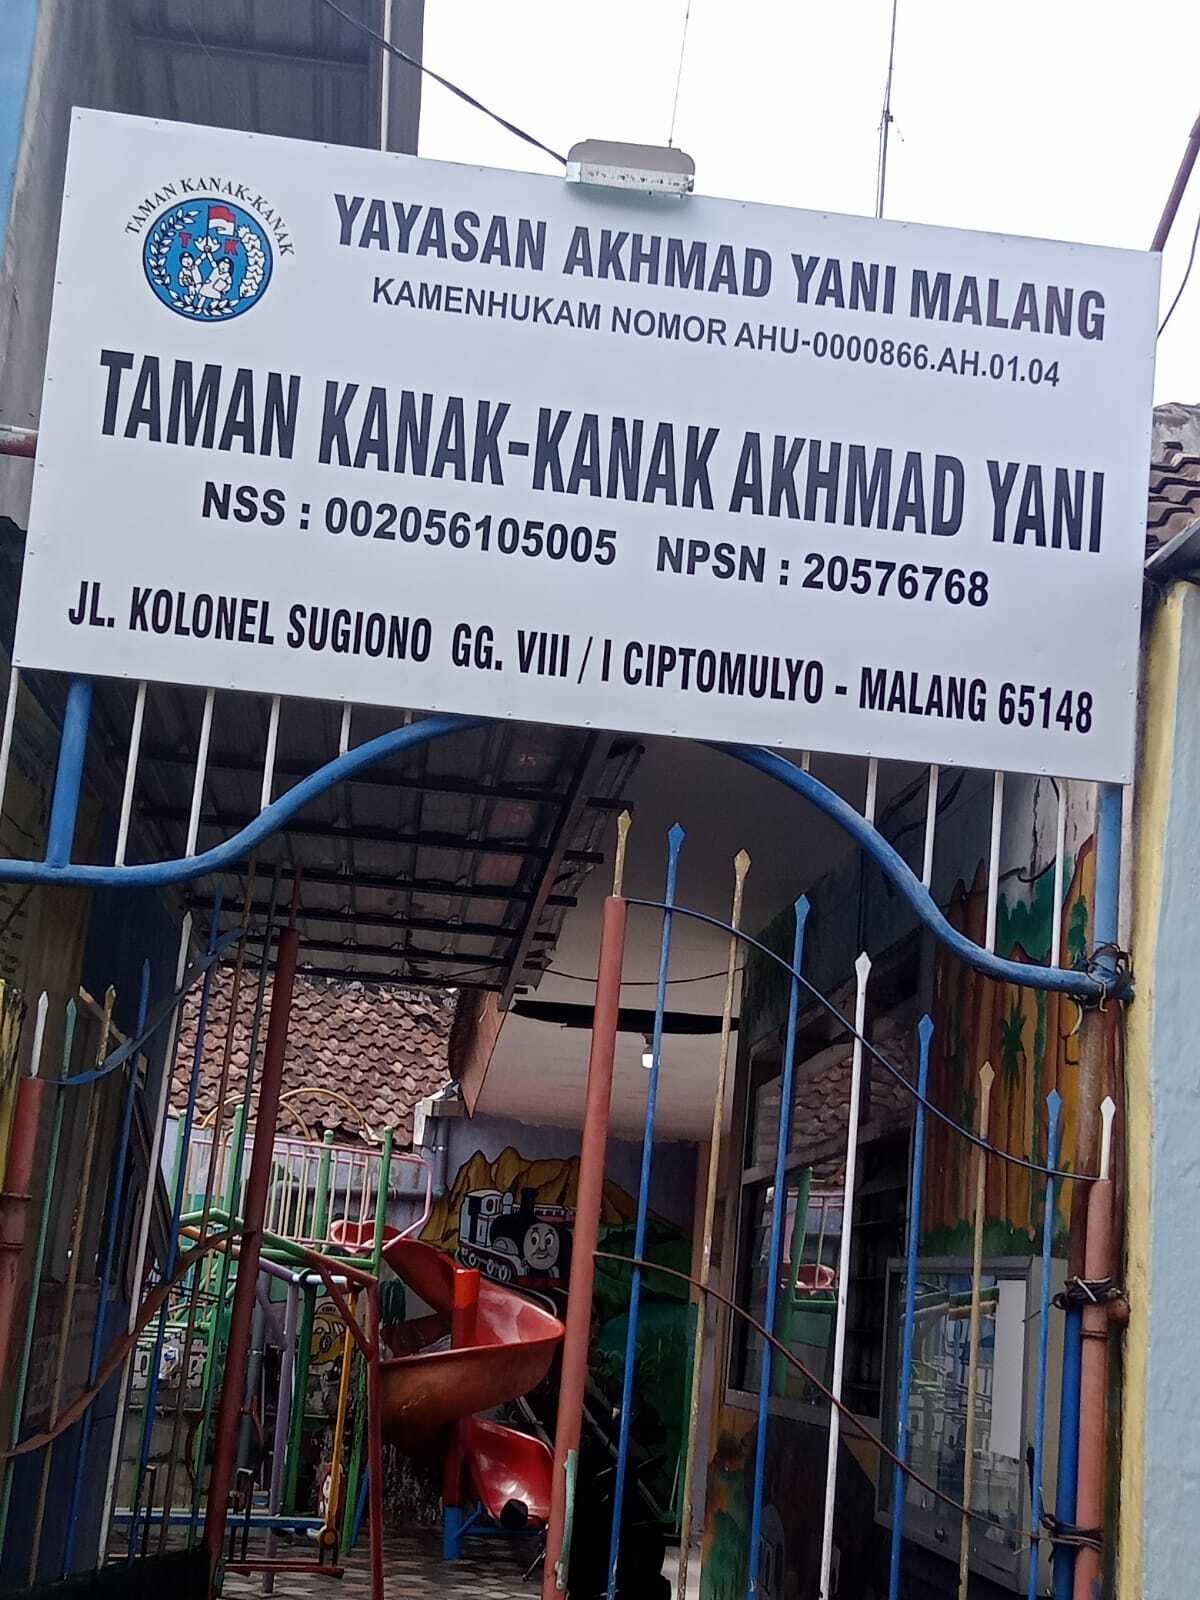 TAMAN KANAK-KANAK
T K
YAYASAN AKHMAD YANI MALANG
KAMENHUKAM NOMOR AHU-0000866.AH.01.04
TAMAN KANAK-KANAK AKHMAD YANI
NSS : 002056105005 NPSN : 20576768
JL. KOLONEL SUGIONO GG. VIII / I CIPTOMULYO - MALANG 65148